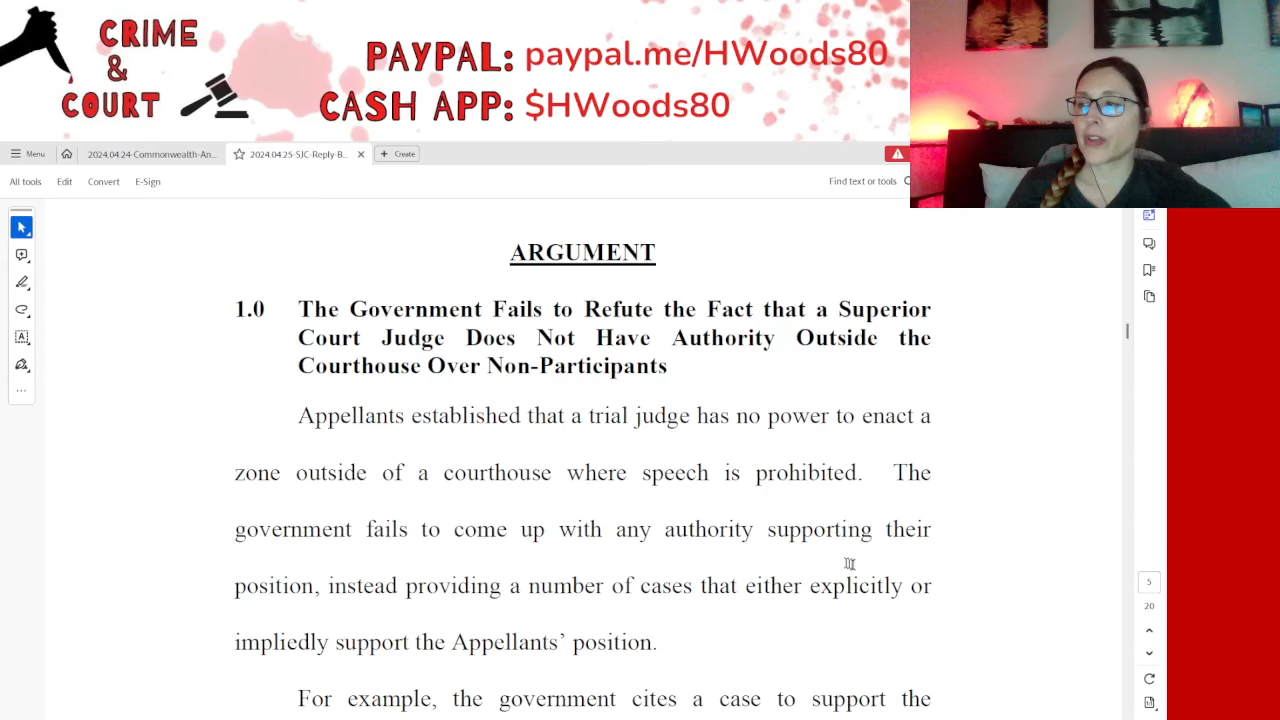 CRIME
&
COURT
PAYPAL: paypal.me/HWoods80
CASH APP: $HWoods80
Menu
2024.04.24-Commonwealth-An...
2024.04.25-SJC-Reply-B...
Create
All tools Edit Convert E-Sign
Find text or tools
ARGUMENT
1.0 The Government Fails to Refute the Fact that a Superior
Court Judge Does Not Have Authority Outside the
Courthouse Over Non-Participants
Appellants established that a trial judge has no power to enact a
zone outside of a courthouse where speech is prohibited. The
government fails to come up with any authority supporting their
position, instead providing a number of cases that either explicitly or
impliedly support the Appellants’ position.
For example, the government cites a case to support the
5
20